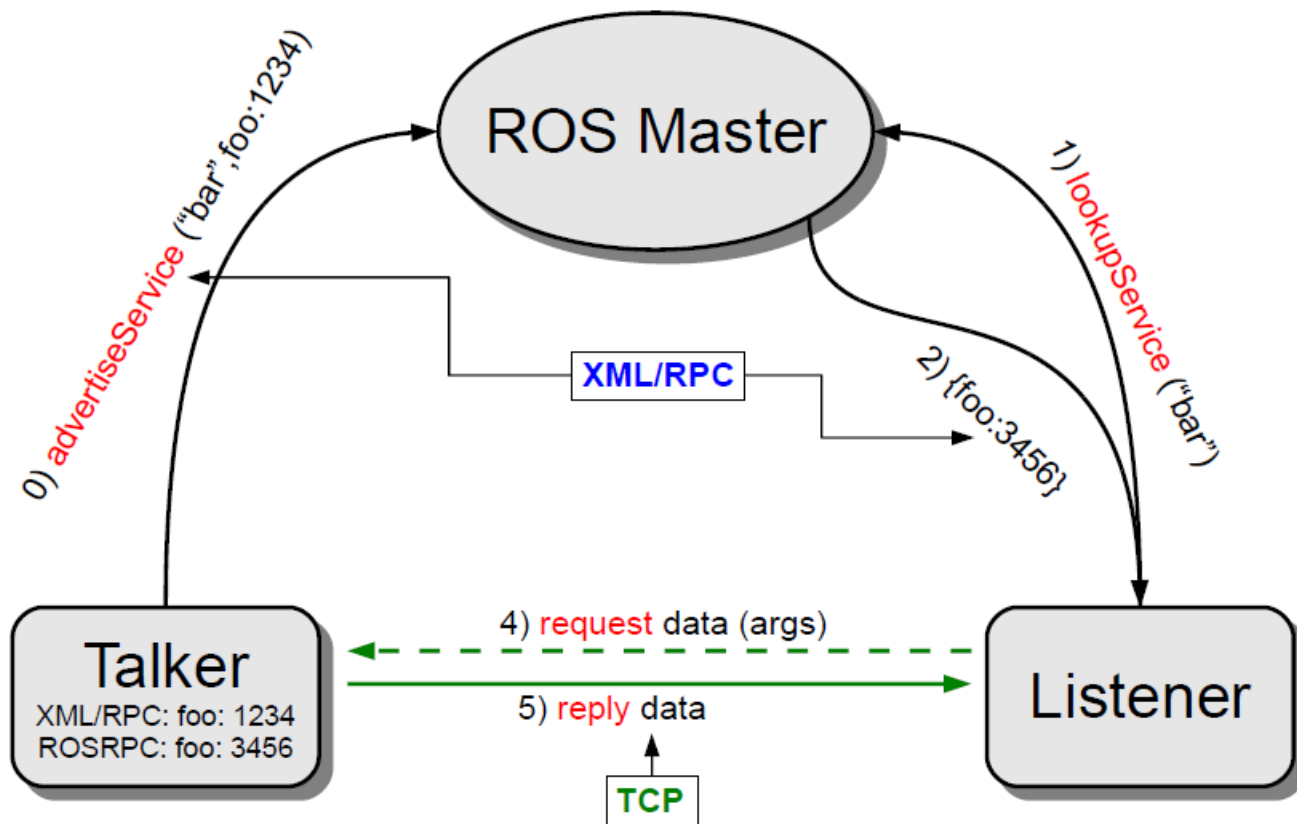 ROS Master
0) advertiseService (“bar”,foo:1234)
1) lookupService (“bar”)
2) {foo:3456}
XML/RPC
4) request data (args)
5) reply data
TCP
Talker
XML/RPC: foo: 1234
ROSRPC: foo: 3456
Listener